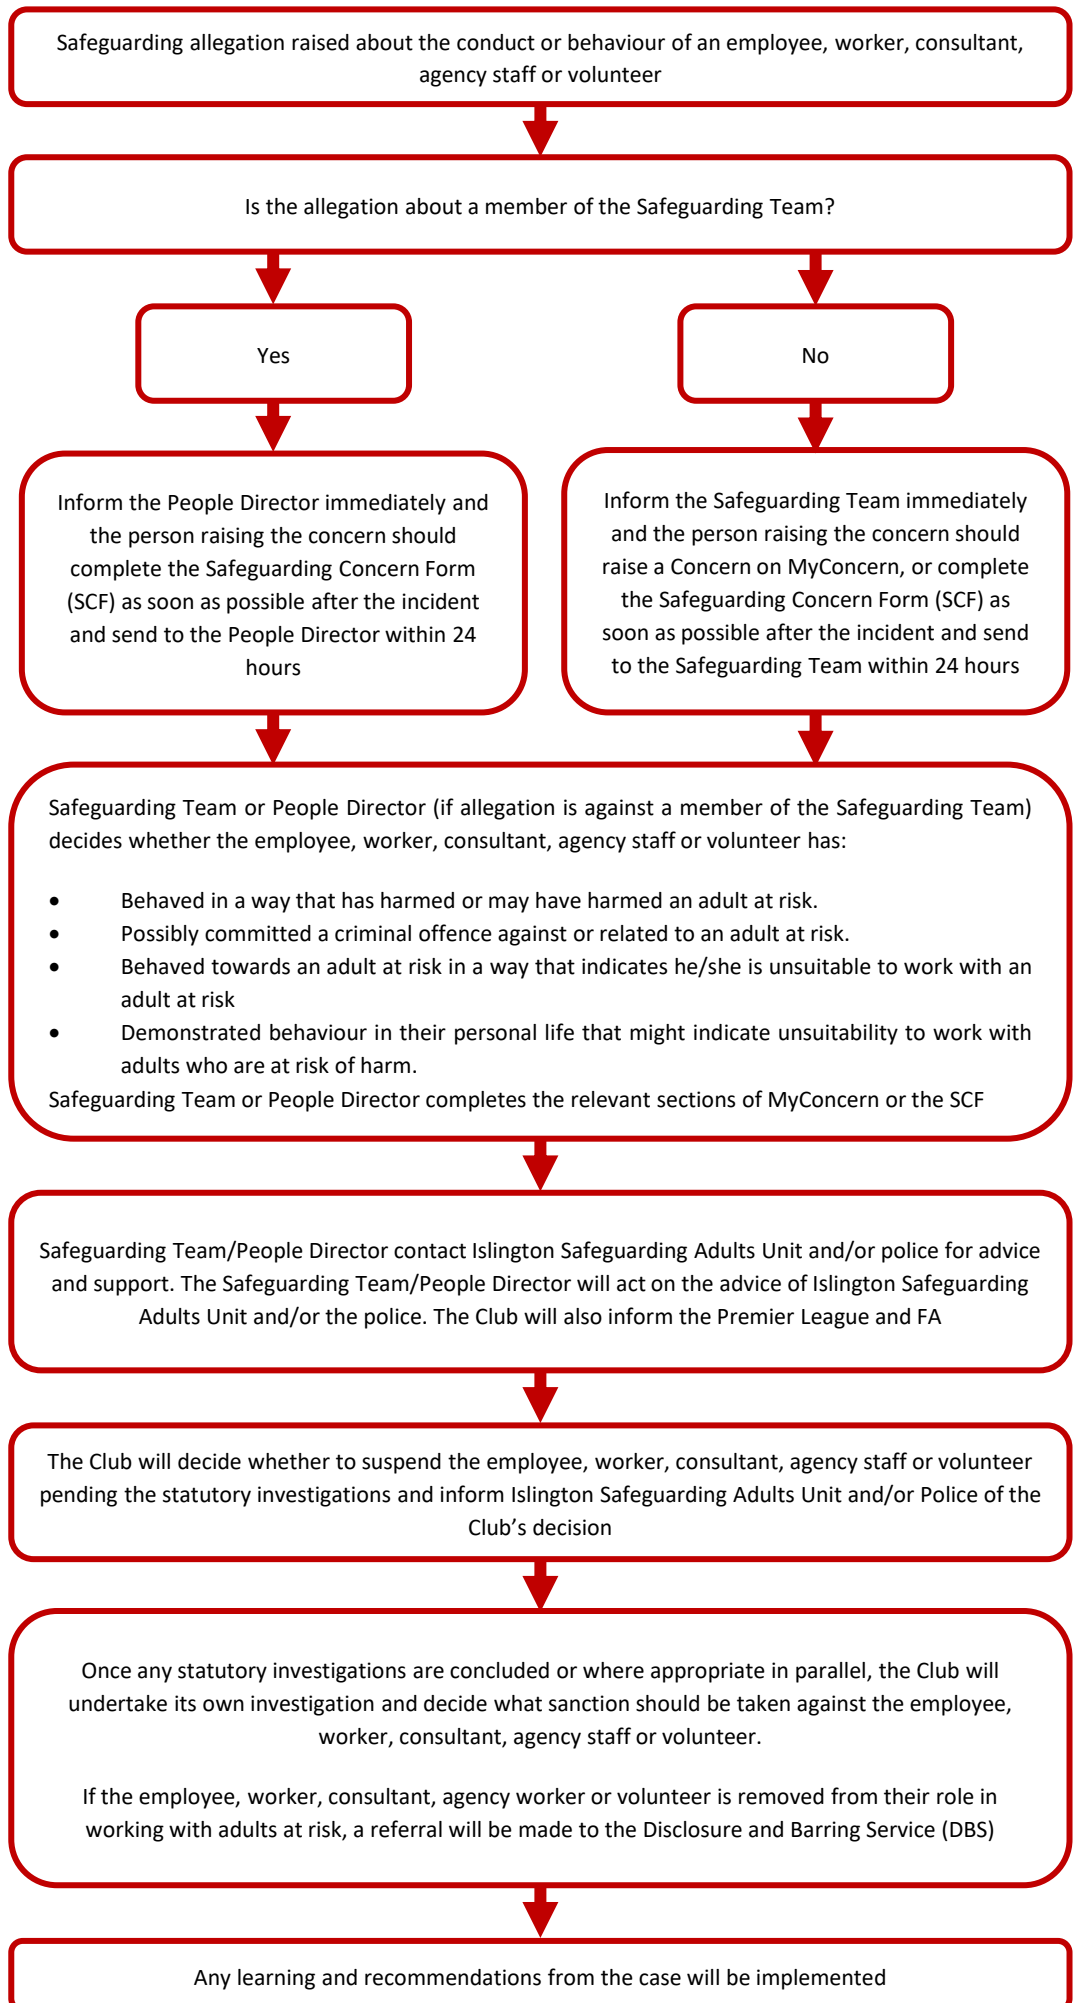 Safeguarding allegation raised about the conduct or behaviour of an employee, worker, consultant,
agency staff or volunteer
Is the allegation about a member of the Safeguarding Team?
Yes
No
Inform the People Director immediately and
the person raising the concern should
complete the Safeguarding Concern Form
(SCF) as soon as possible after the incident
and send to the People Director within 24
hours
Inform the Safeguarding Team immediately
and the person raising the concern should
raise a Concern on MyConcern, or complete
the Safeguarding Concern Form (SCF) as
soon as possible after the incident and send
to the Safeguarding Team within 24 hours
Safeguarding Team or People Director (if allegation is against a member of the Safeguarding Team)
decides whether the employee, worker, consultant, agency staff or volunteer has:
• Behaved in a way that has harmed or may have harmed an adult at risk.
• Possibly committed a criminal offence against or related to an adult at risk.
• Behaved towards an adult at risk in a way that indicates he/she is unsuitable to work with an
adult at risk
• Demonstrated behaviour in their personal life that might indicate unsuitability to work with
adults who are at risk of harm.
Safeguarding Team or People Director completes the relevant sections of MyConcern or the SCF
Safeguarding Team/People Director contact Islington Safeguarding Adults Unit and/or police for advice
and support. The Safeguarding Team/People Director will act on the advice of Islington Safeguarding
Adults Unit and/or the police. The Club will also inform the Premier League and FA
The Club will decide whether to suspend the employee, worker, consultant, agency staff or volunteer
pending the statutory investigations and inform Islington Safeguarding Adults Unit and/or Police of the
Club’s decision
Once any statutory investigations are concluded or where appropriate in parallel, the Club will
undertake its own investigation and decide what sanction should be taken against the employee,
worker, consultant, agency staff or volunteer.
If the employee, worker, consultant, agency worker or volunteer is removed from their role in
working with adults at risk, a referral will be made to the Disclosure and Barring Service (DBS)
Any learning and recommendations from the case will be implemented